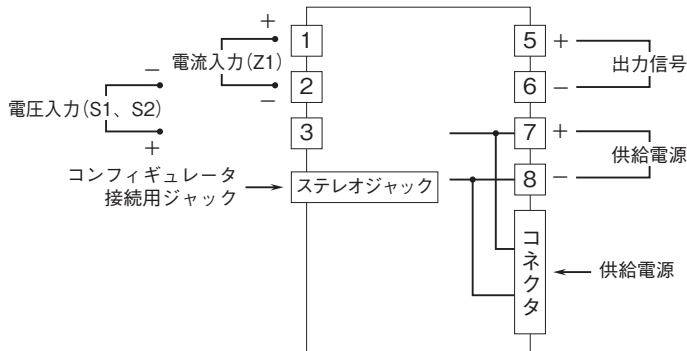 +
1
電流入力(Z1)
2
−
−
電圧入力(S1、S2)
+
3
コンフィギュレータ
接続用ジャック
ステレオジャック
5 +
出力信号
6 −
7 +
供給電源
8 −
コネクタ
供給電源